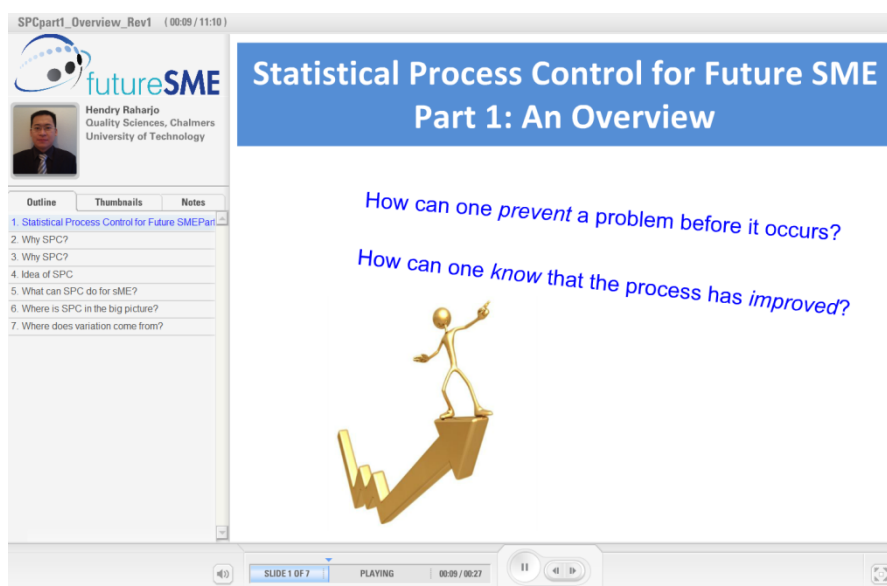 SPCpart1_Overview_Rev1 ( 00:09 / 11:10 )
futureSME
Hendry Raharjo
Quality Sciences, Chalmers
University of Technology
Outline Thumbnails Notes
1. Statistical Process Control for Future SMEPart
2. Why SPC?
3. Why SPC?
4. Idea of SPC
5. What can SPC do for sME?
6. Where is SPC in the big picture?
7. Where does variation come from?
Statistical Process Control for Future SME
Part 1: An Overview
How can one prevent a problem before it occurs?
How can one know that the process has improved?
SLIDE 1 OF 7 PLAYING 00:09 / 00:27